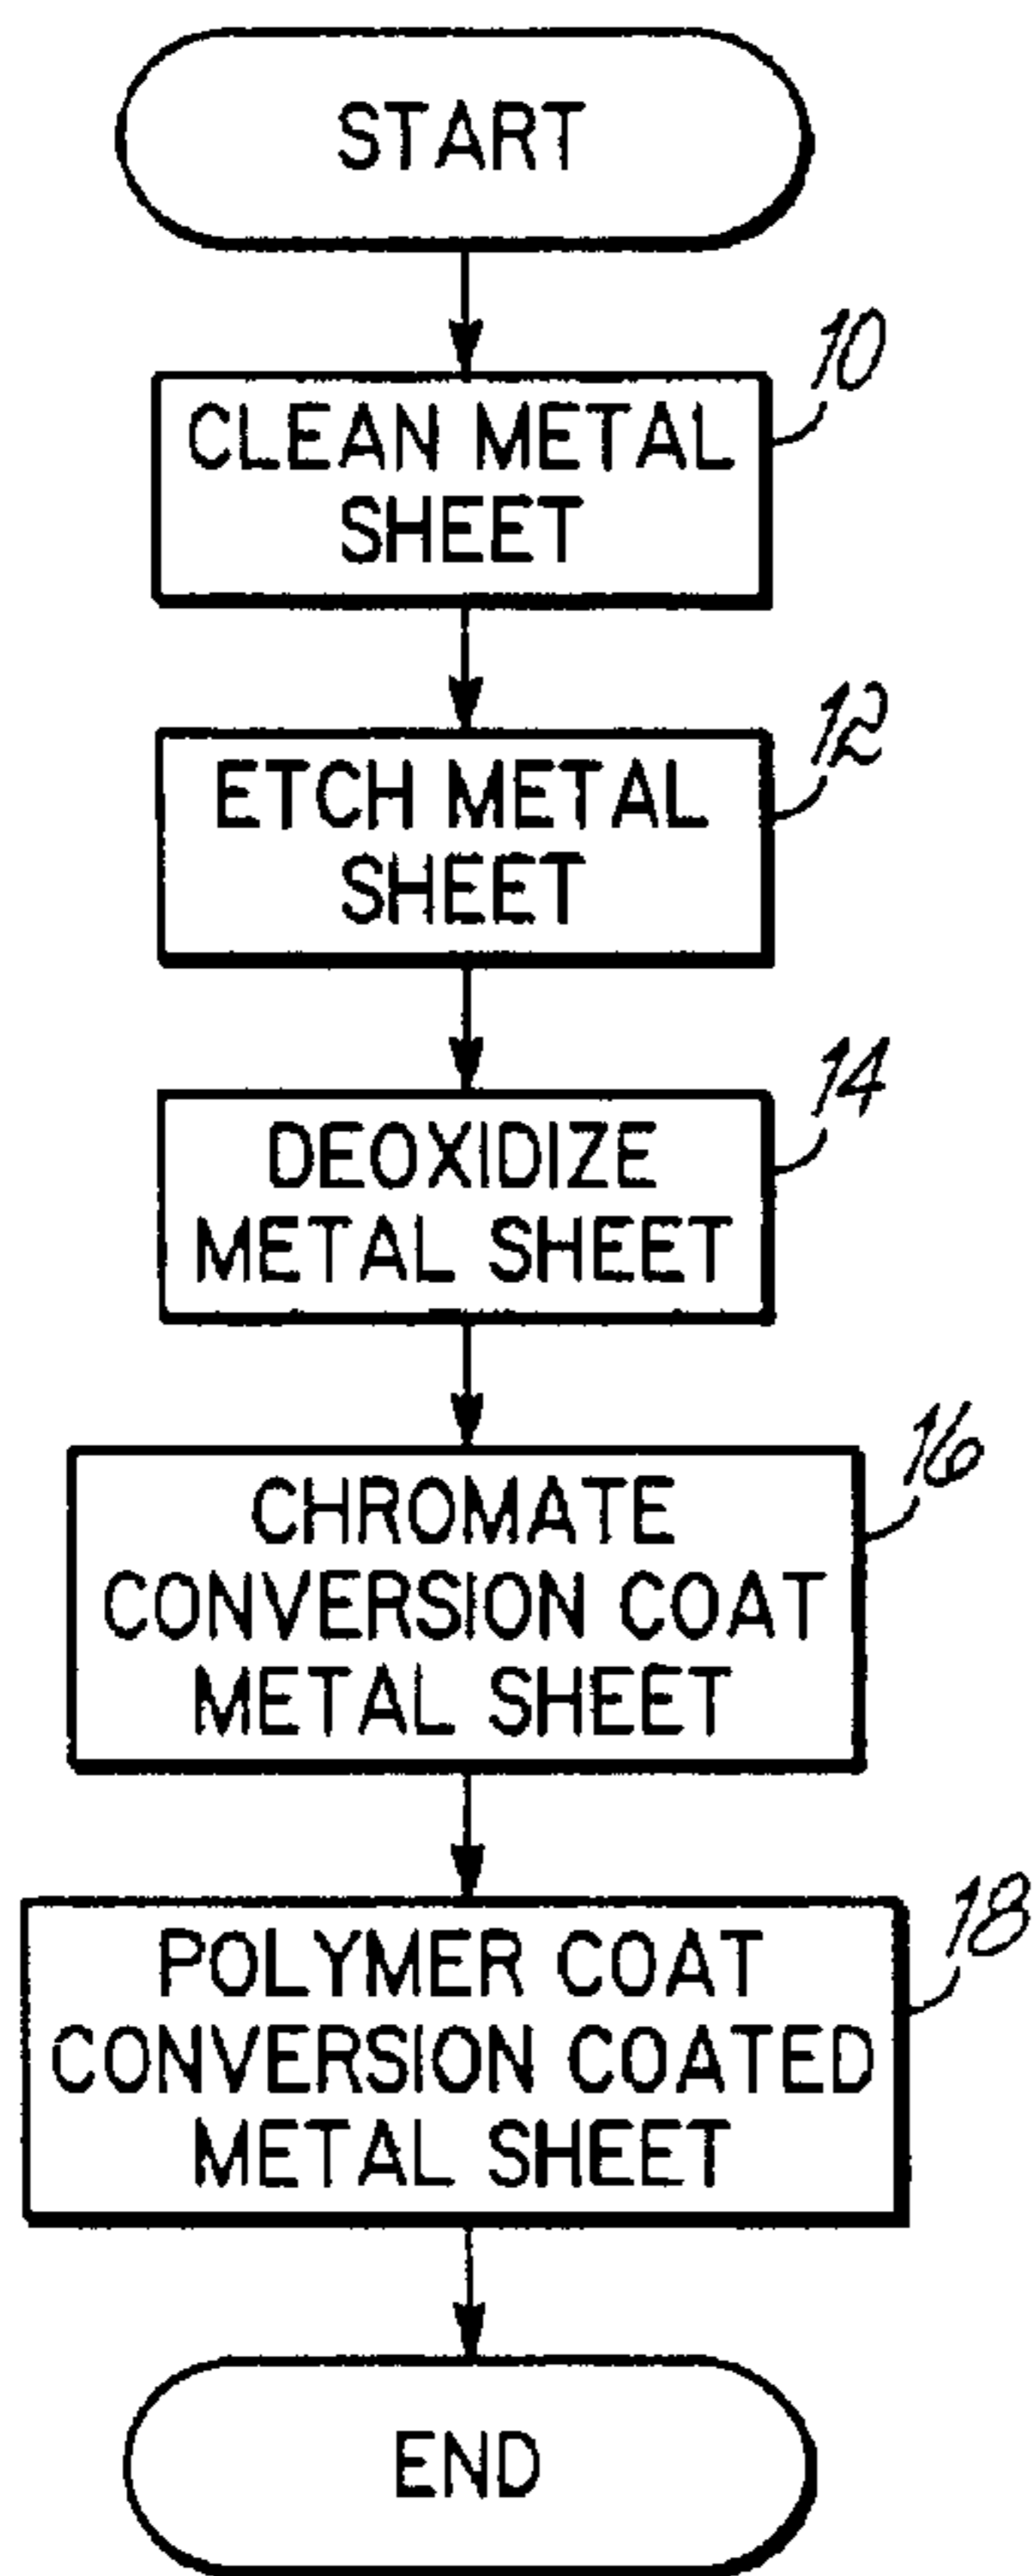 START
10
CLEAN METAL
SHEET
12
ETCH METAL
SHEET
14
DEOXIDIZE
METAL SHEET
16
CHROMATE
CONVERSION COAT
METAL SHEET
18
POLYMER COAT
CONVERSION COATED
METAL SHEET
END